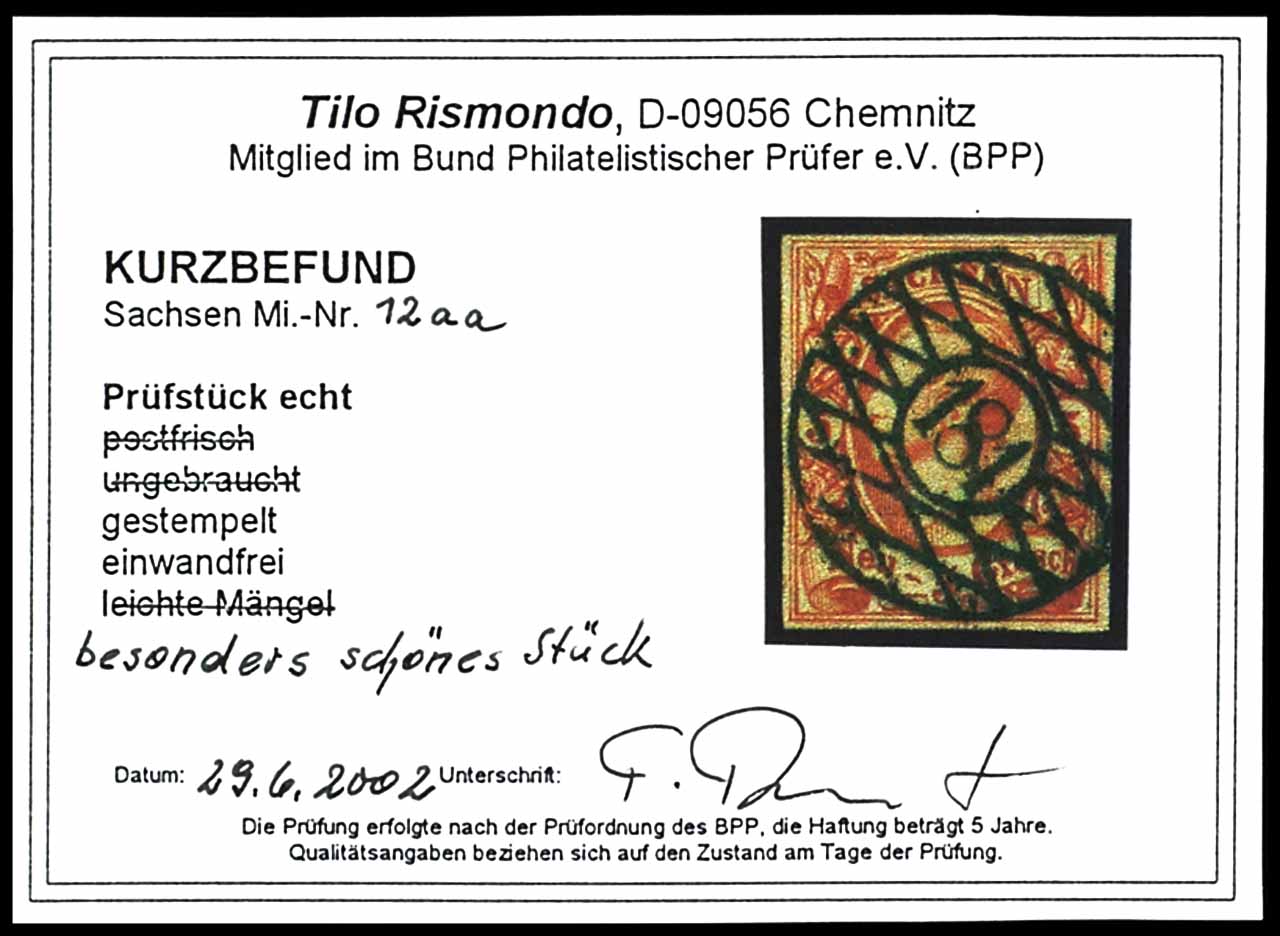 Tilo Rismondo, D-09056 Chemnitz
Mitglied im Bund Philatelistischer Prüfer e.V. (BPP)
KURZBEFUND
Sachsen Mi.-Nr. 12aa
Prüfstück echt
postfrisch
ungebraucht
gestempelt
einwandfrei
leichte Mängel
besonders schönes Stück
Datum: 29.6.2002 Unterschrift:
Die Prüfung erfolgte nach der Prüfordnung des BPP, die Haftung beträgt 5 Jahre.
Qualitätsangaben beziehen sich auf den Zustand am Tage der Prüfung.